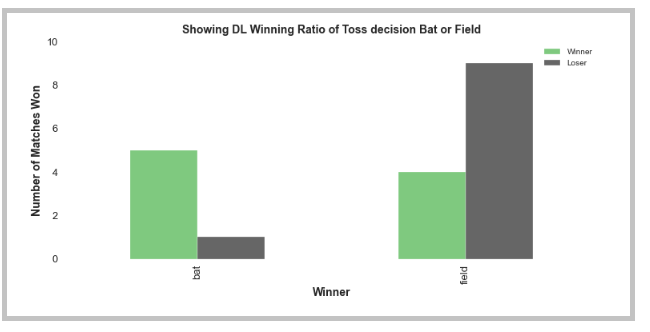 Showing DL Winning Ratio of Toss decision Bat or Field
Winner
Loser
Number of Matches Won
10
8
6
4
2
0
bat
field
Winner